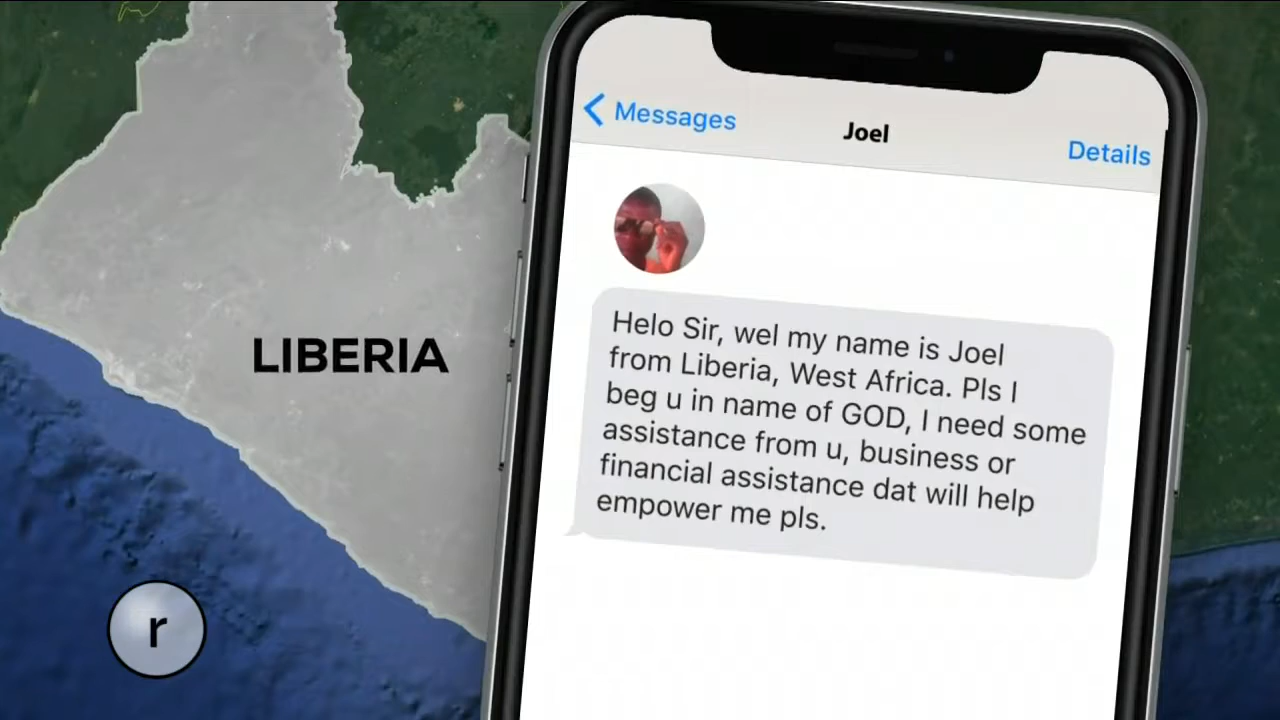 LIBERIA
r
Messages
Joel
Details
Helo Sir, wel my name is Joel
from Liberia, West Africa. Pls I
beg u in name of GOD, I need some
assistance from u, business or
financial assistance dat will help
empower me pls.